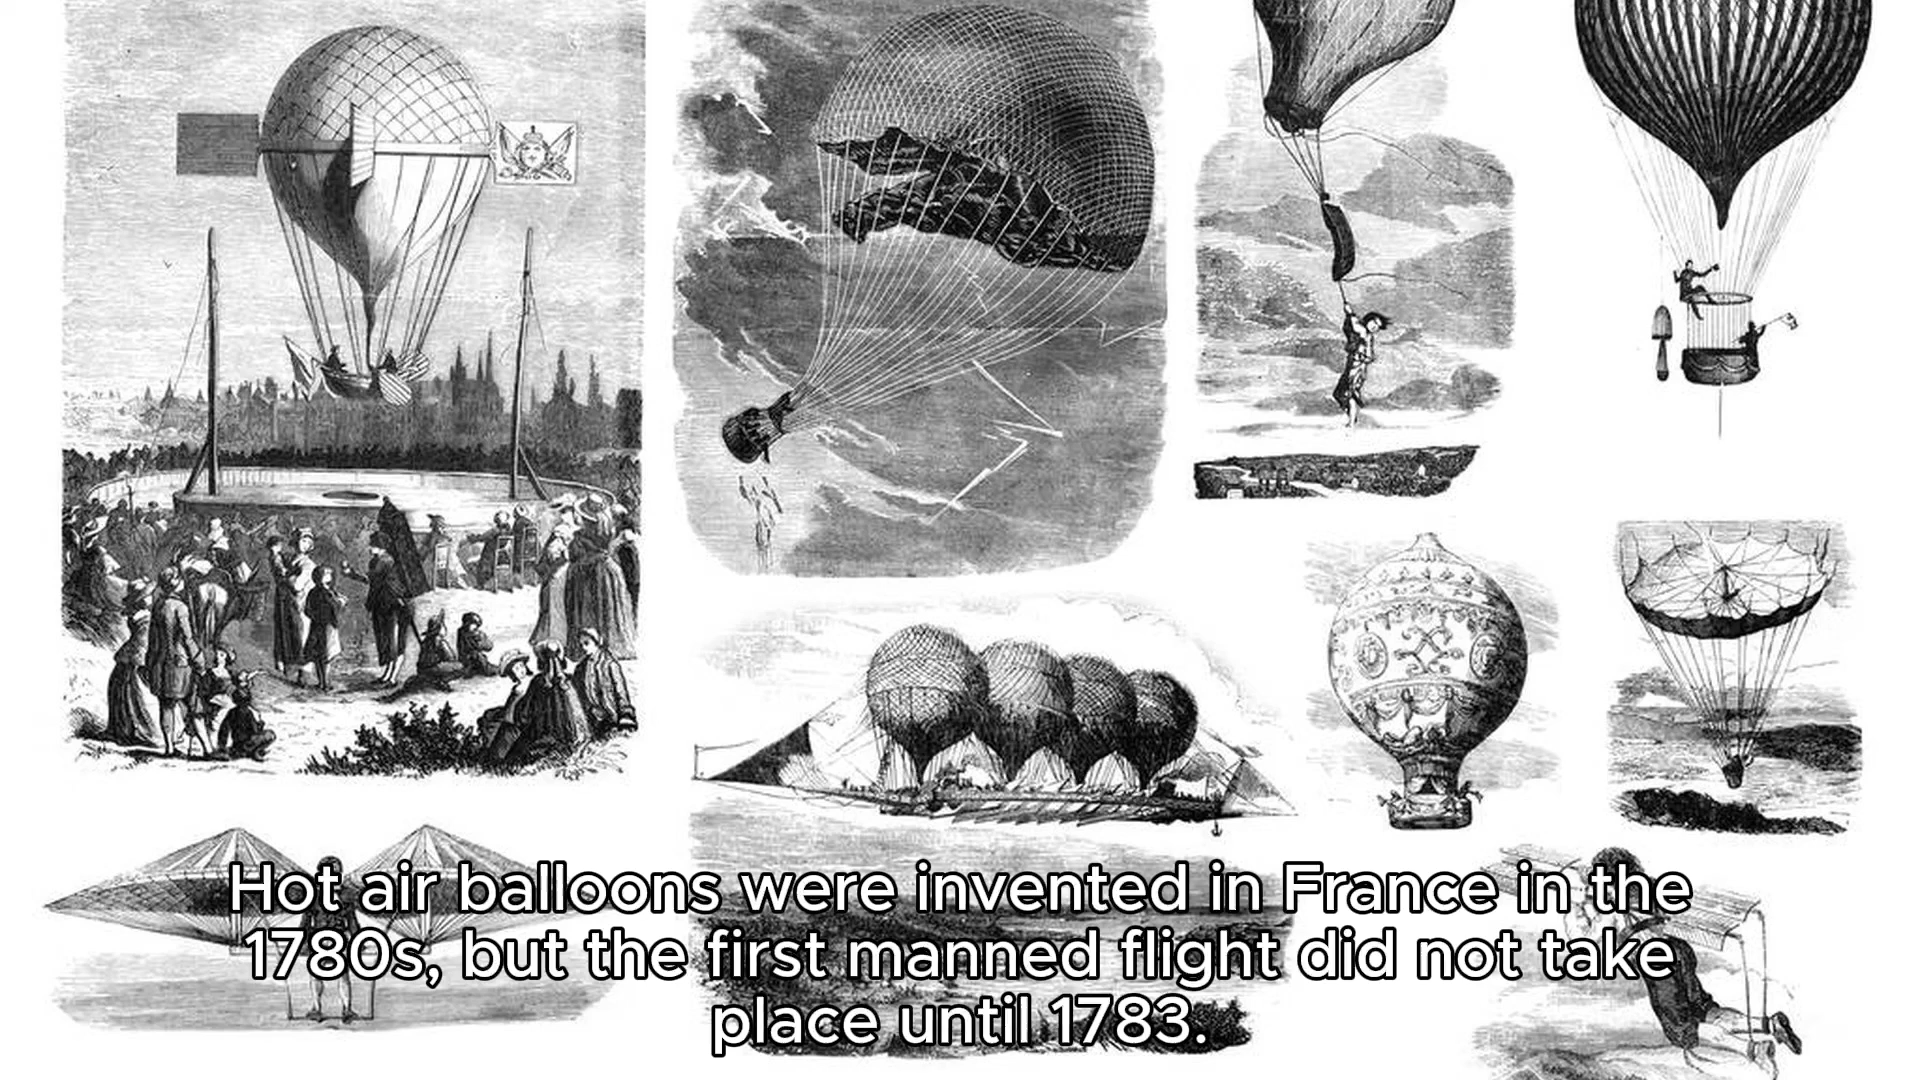 Hot air balloons were invented in France in the
1780s, but the first manned flight did not take
place until 1783.